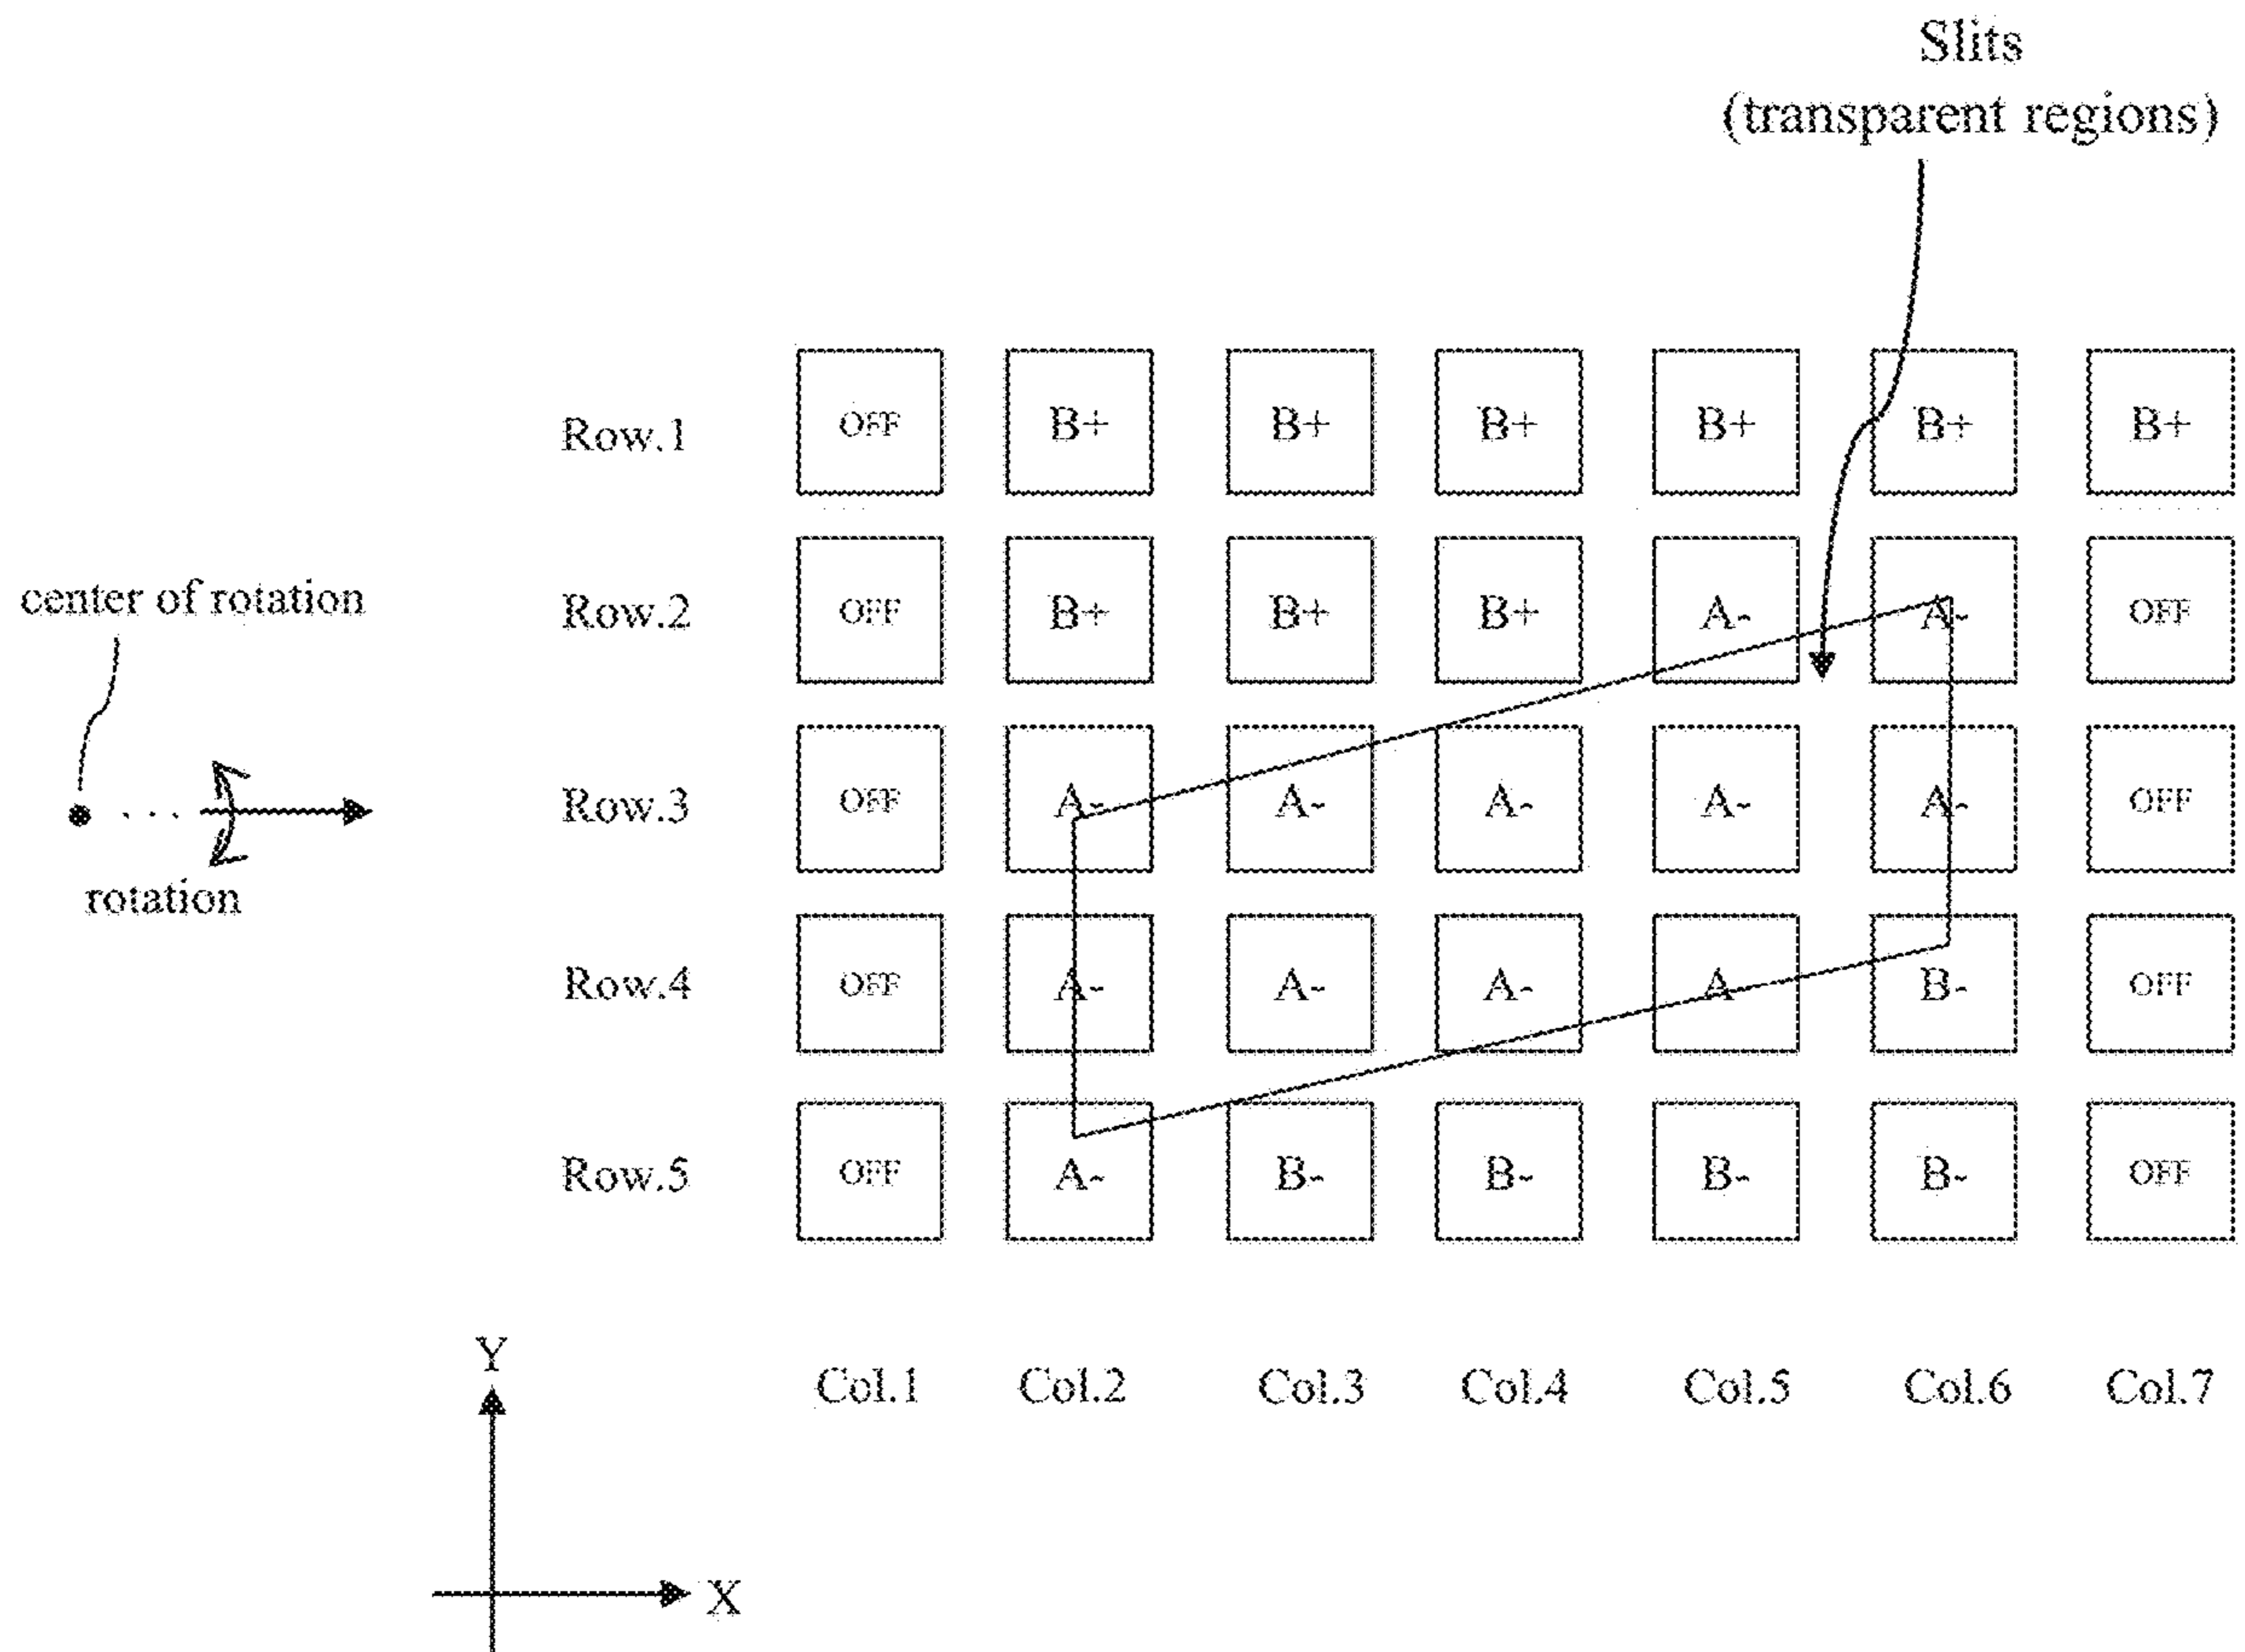 Slits
(transparent regions)
Row.1 OFF B+ B+ B+ B+ B+ B+
center of rotation
Row.2 OFF B+ B+ B+ A- A- OFF
Row.3 OFF A- A- A- A- A- OFF
rotation
Row.4 OFF A- A- A- A- B- OFF
Row.5 OFF A- B- B- B- B- OFF
Y
Col.1 Col.2 Col.3 Col.4 Col.5 Col.6 Col.7
X